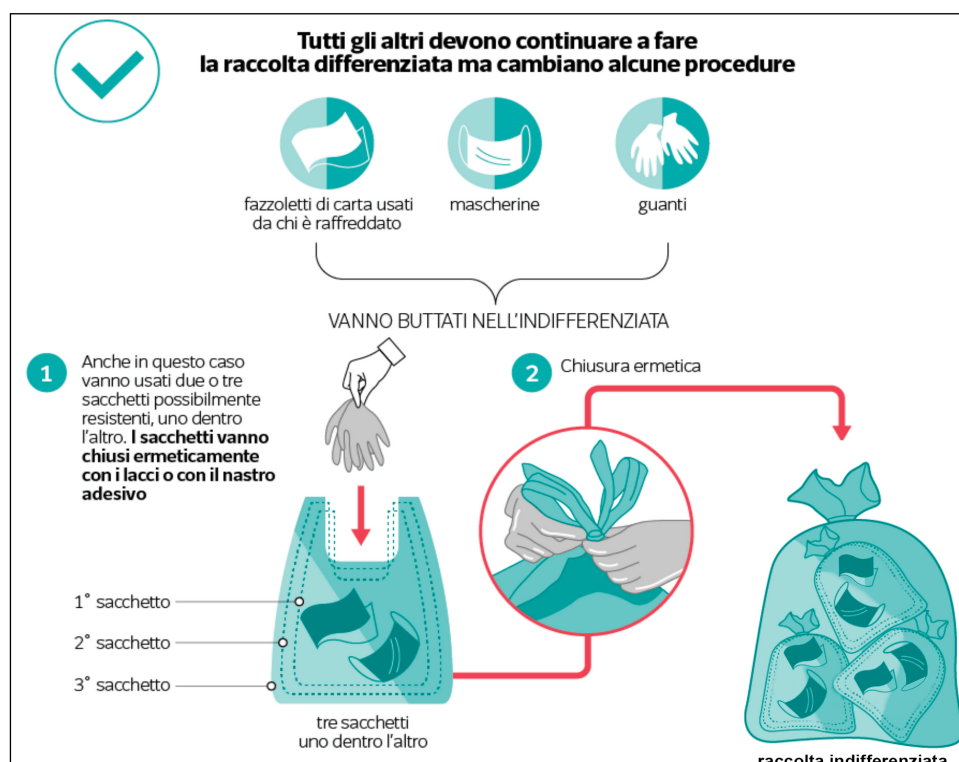 Tutti gli altri devono continuare a fare
la raccolta differenziata ma cambiano alcune procedure
fazzoletti di carta usati
da chi è raffreddato
mascherine
guanti
VANNO BUTTATI NELL'INDIFFERENZIATA
1
Anche in questo caso
vanno usati due o tre
sacchetti possibilmente
resistenti, uno dentro
l'altro. I sacchetti vanno
chiusi ermeticamente
con i lacci o con il nastro
adesivo
2
Chiusura ermetica
1° sacchetto
2° sacchetto
3° sacchetto
tre sacchetti
uno dentro l'altro
raccolta indifferenziata